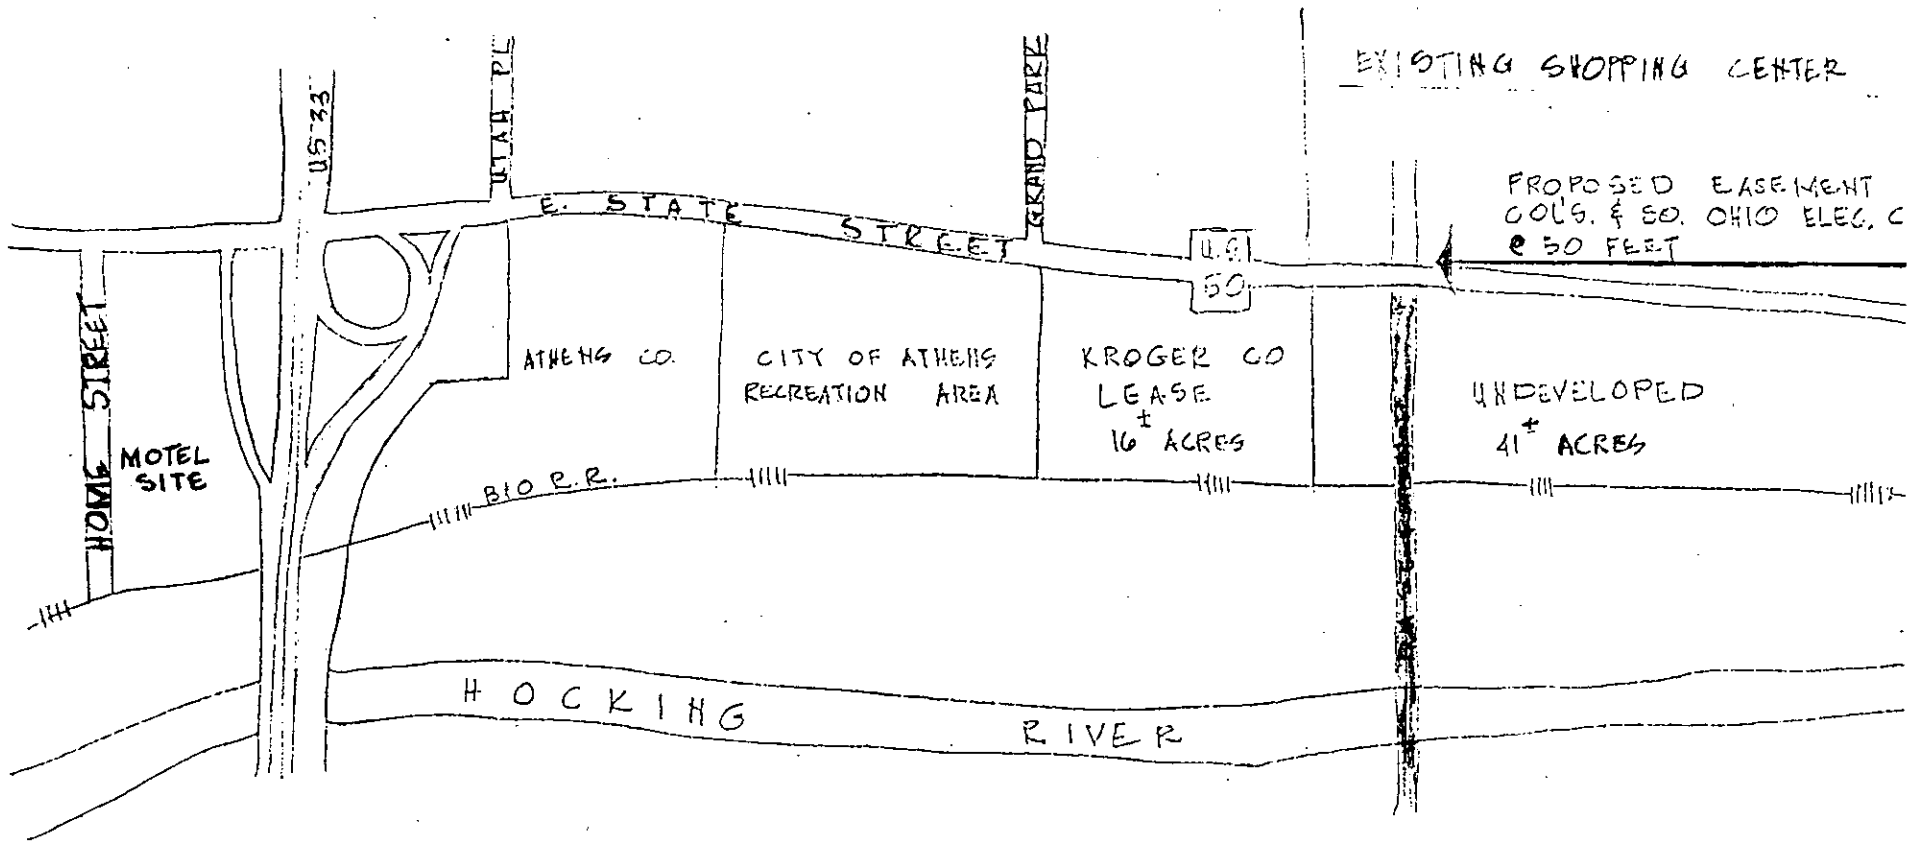 EXISTING SHOPPING CENTER
US 33
UTAH PL
GRAND PARK
PROPOSED EASEMENT
COL'S. & SO. OHIO ELEC. C
@ 50 FEET
E. STATE STREET
U.S.
50
HOME STREET
MOTEL
SITE
ATHENS CO.
CITY OF ATHENS
RECREATION AREA
KROGER CO
LEASE
16± ACRES
UNDEVELOPED
41± ACRES
B&O R.R.
HOCKING RIVER